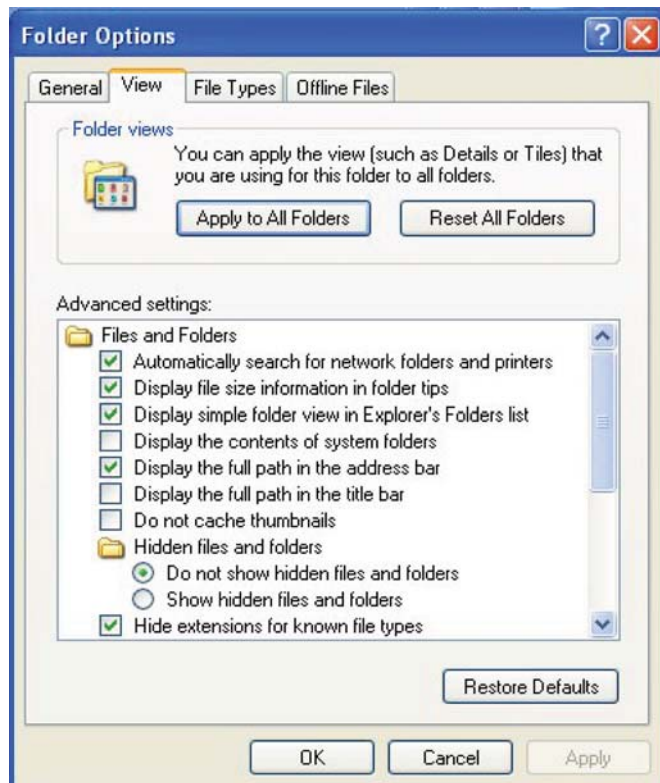 Folder Options
General View File Types Offline Files
Folder views
You can apply the view (such as Details or Tiles) that
you are using for this folder to all folders.
Apply to All Folders Reset All Folders
Advanced settings:
Files and Folders
Automatically search for network folders and printers
Display file size information in folder tips
Display simple folder view in Explorer's Folders list
Display the contents of system folders
Display the full path in the address bar
Display the full path in the title bar
Do not cache thumbnails
Hidden files and folders
Do not show hidden files and folders
Show hidden files and folders
Hide extensions for known file types
Restore Defaults
OK Cancel Apply